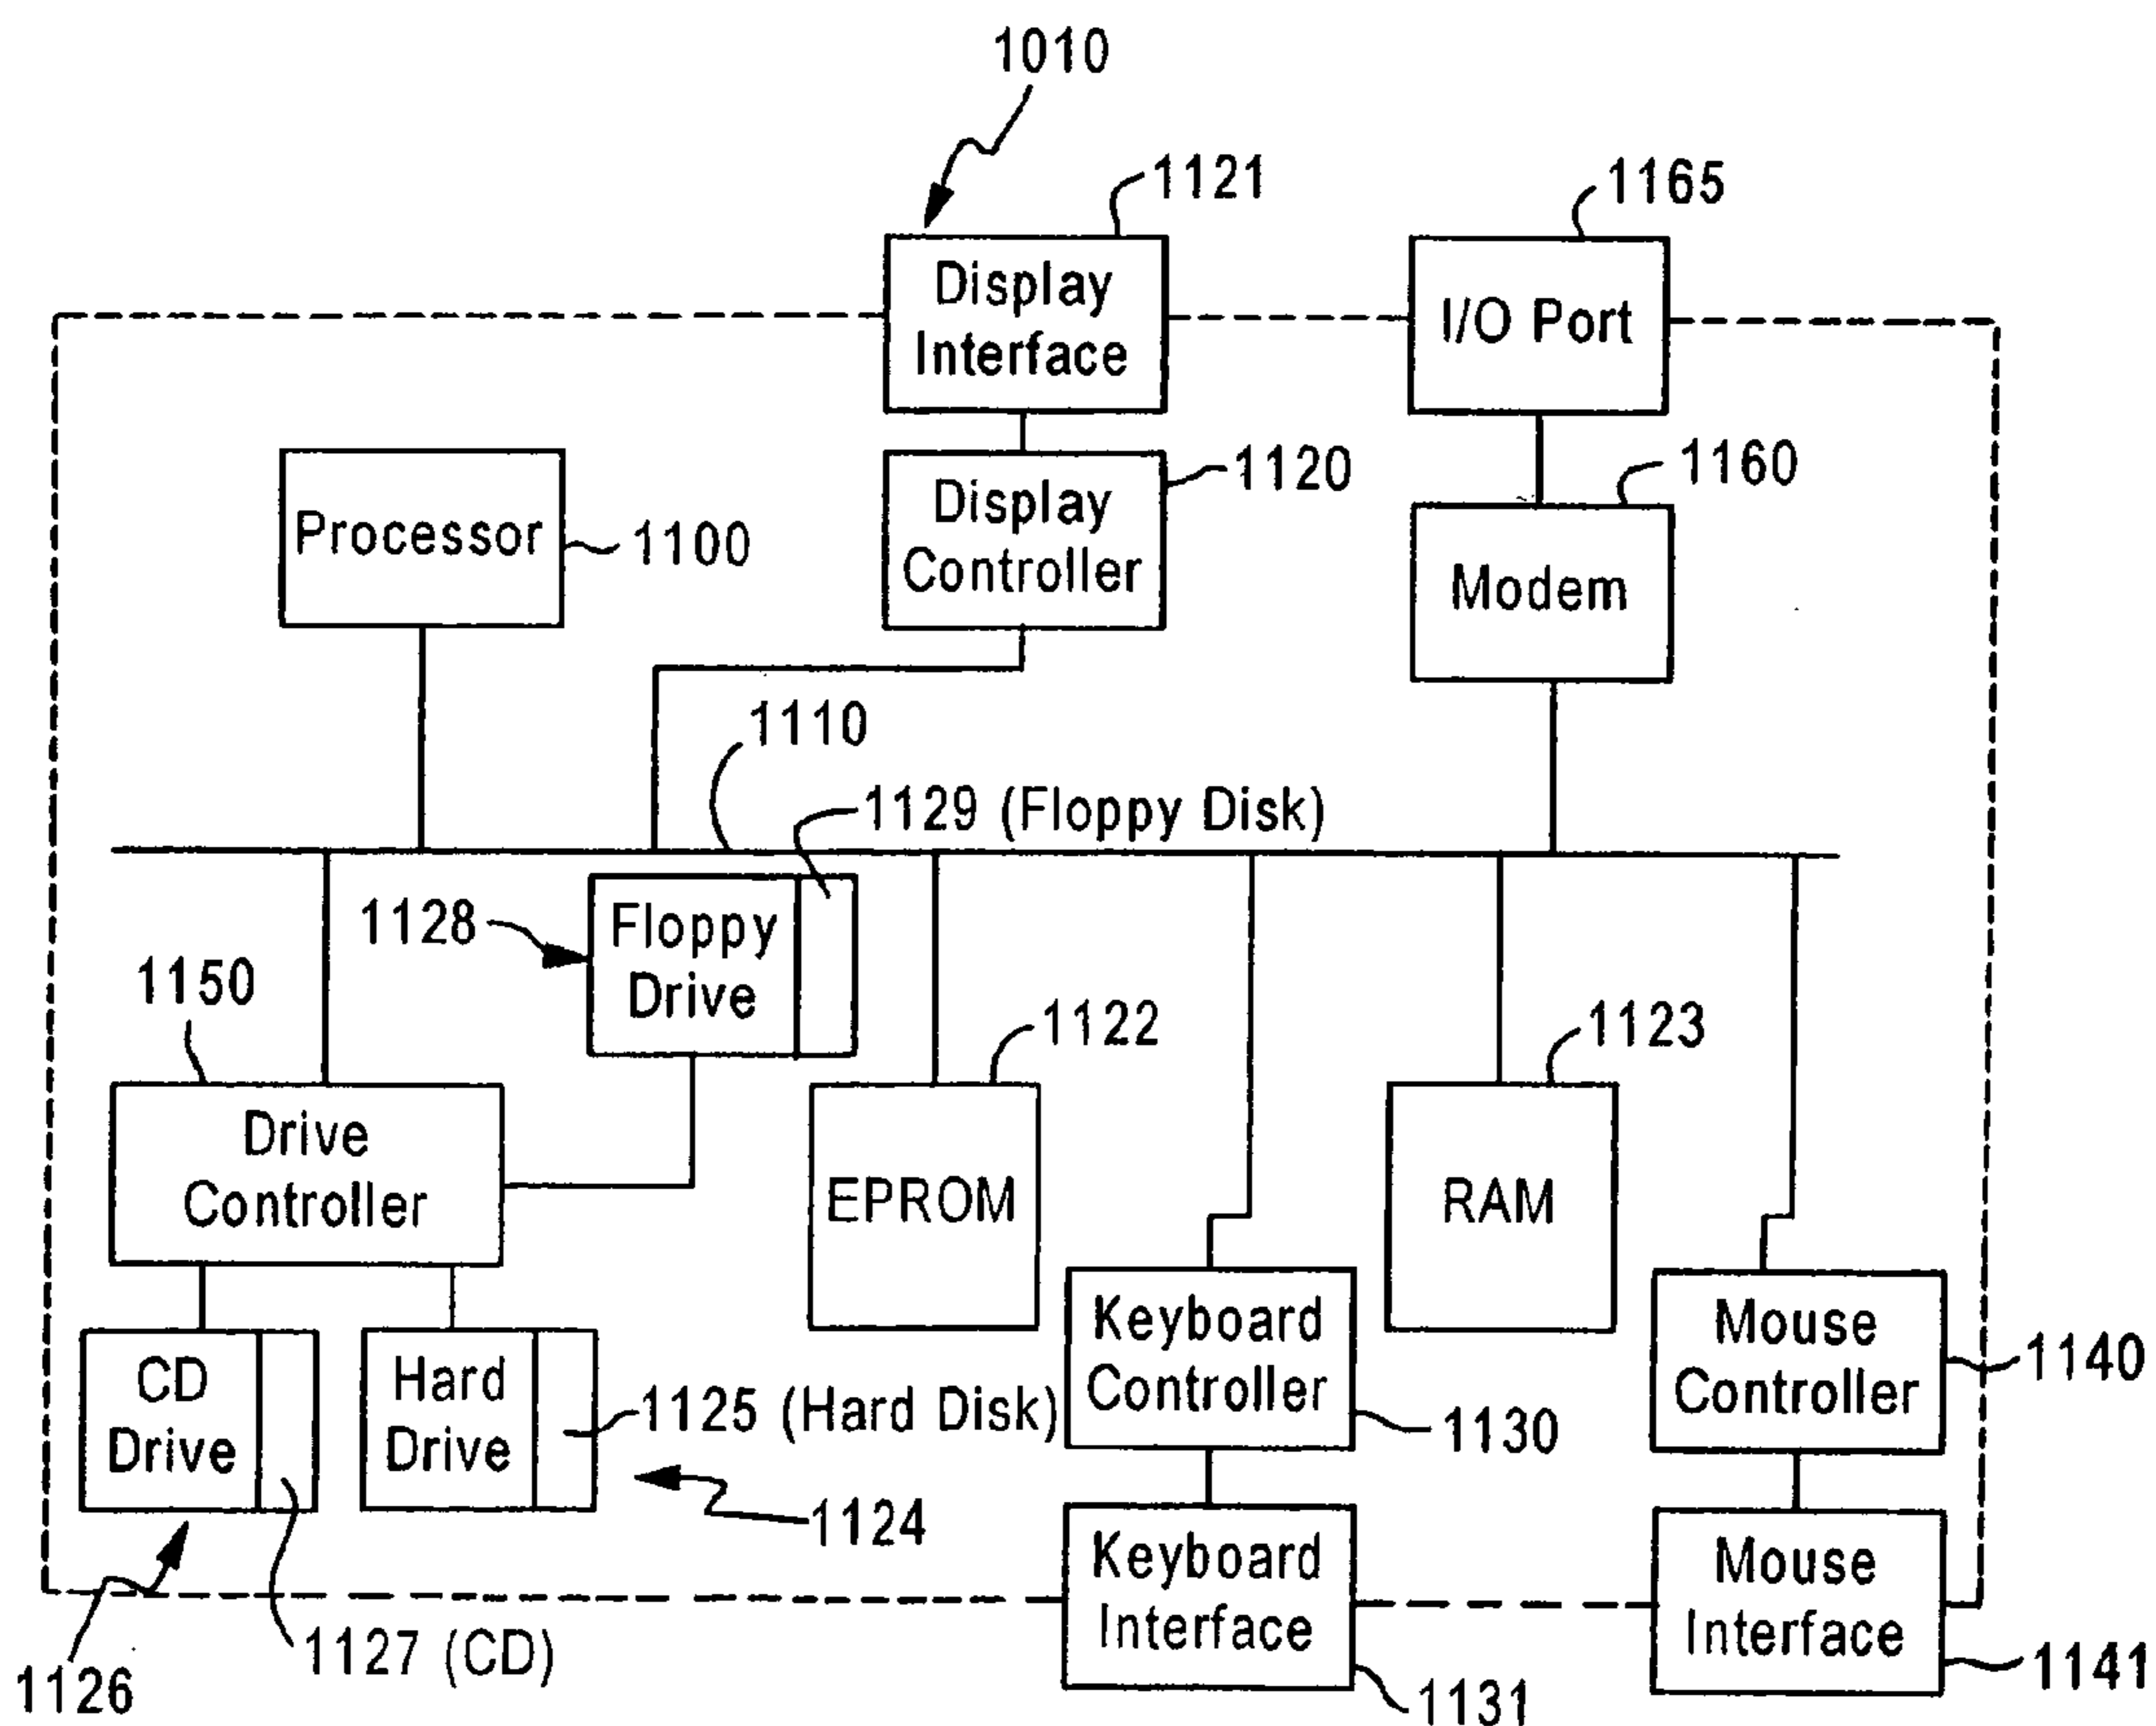 1010
1121
1165
Display
Interface
I/O Port
1120
1160
Display
Controller
Processor
1100
Modem
1110
1129 (Floppy Disk)
1128
Floppy
Drive
1150
1122
1123
Drive
Controller
EPROM
RAM
Keyboard
Controller
Mouse
Controller
1140
CD
Drive
Hard
Drive
1125 (Hard Disk)
1130
1124
Keyboard
Interface
Mouse
Interface
1127 (CD)
1126
1131
1141